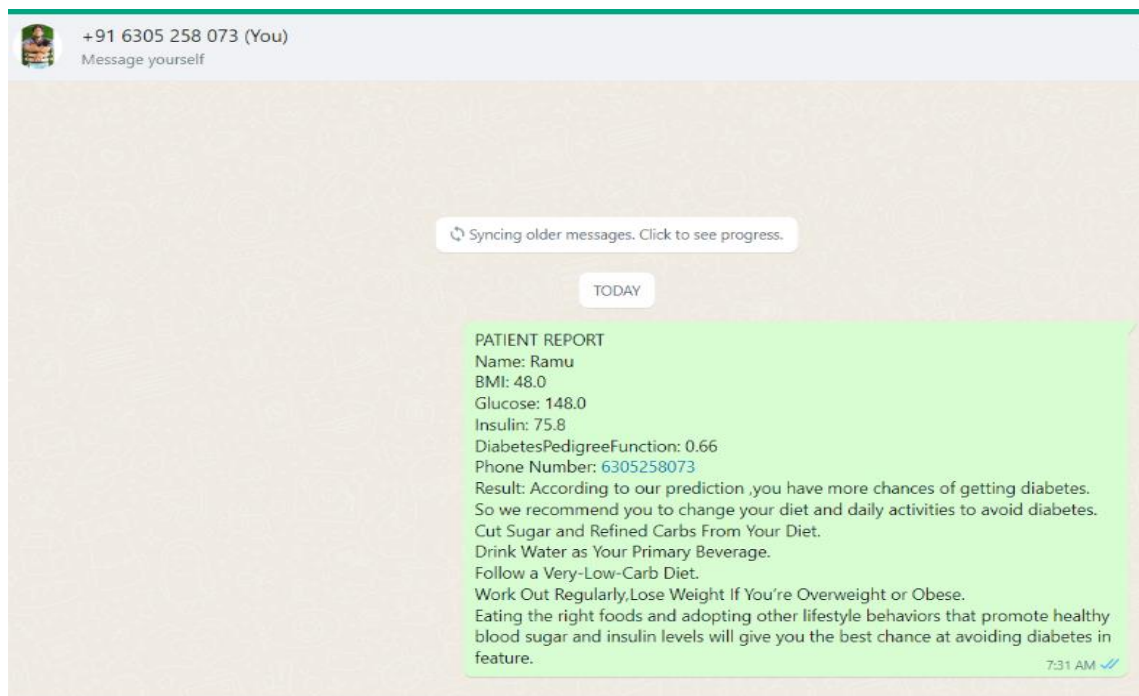 +91 6305 258 073 (You)
Message yourself
Syncing older messages. Click to see progress.
TODAY
PATIENT REPORT
Name: Ramu
BMI: 48.0
Glucose: 148.0
Insulin: 75.8
DiabetesPedigreeFunction: 0.66
Phone Number: 6305258073
Result: According to our prediction ,you have more chances of getting diabetes.
So we recommend you to change your diet and daily activities to avoid diabetes.
Cut Sugar and Refined Carbs From Your Diet.
Drink Water as Your Primary Beverage.
Follow a Very-Low-Carb Diet.
Work Out Regularly,Lose Weight If You’re Overweight or Obese.
Eating the right foods and adopting other lifestyle behaviors that promote healthy
blood sugar and insulin levels will give you the best chance at avoiding diabetes in
feature.
7:31 AM